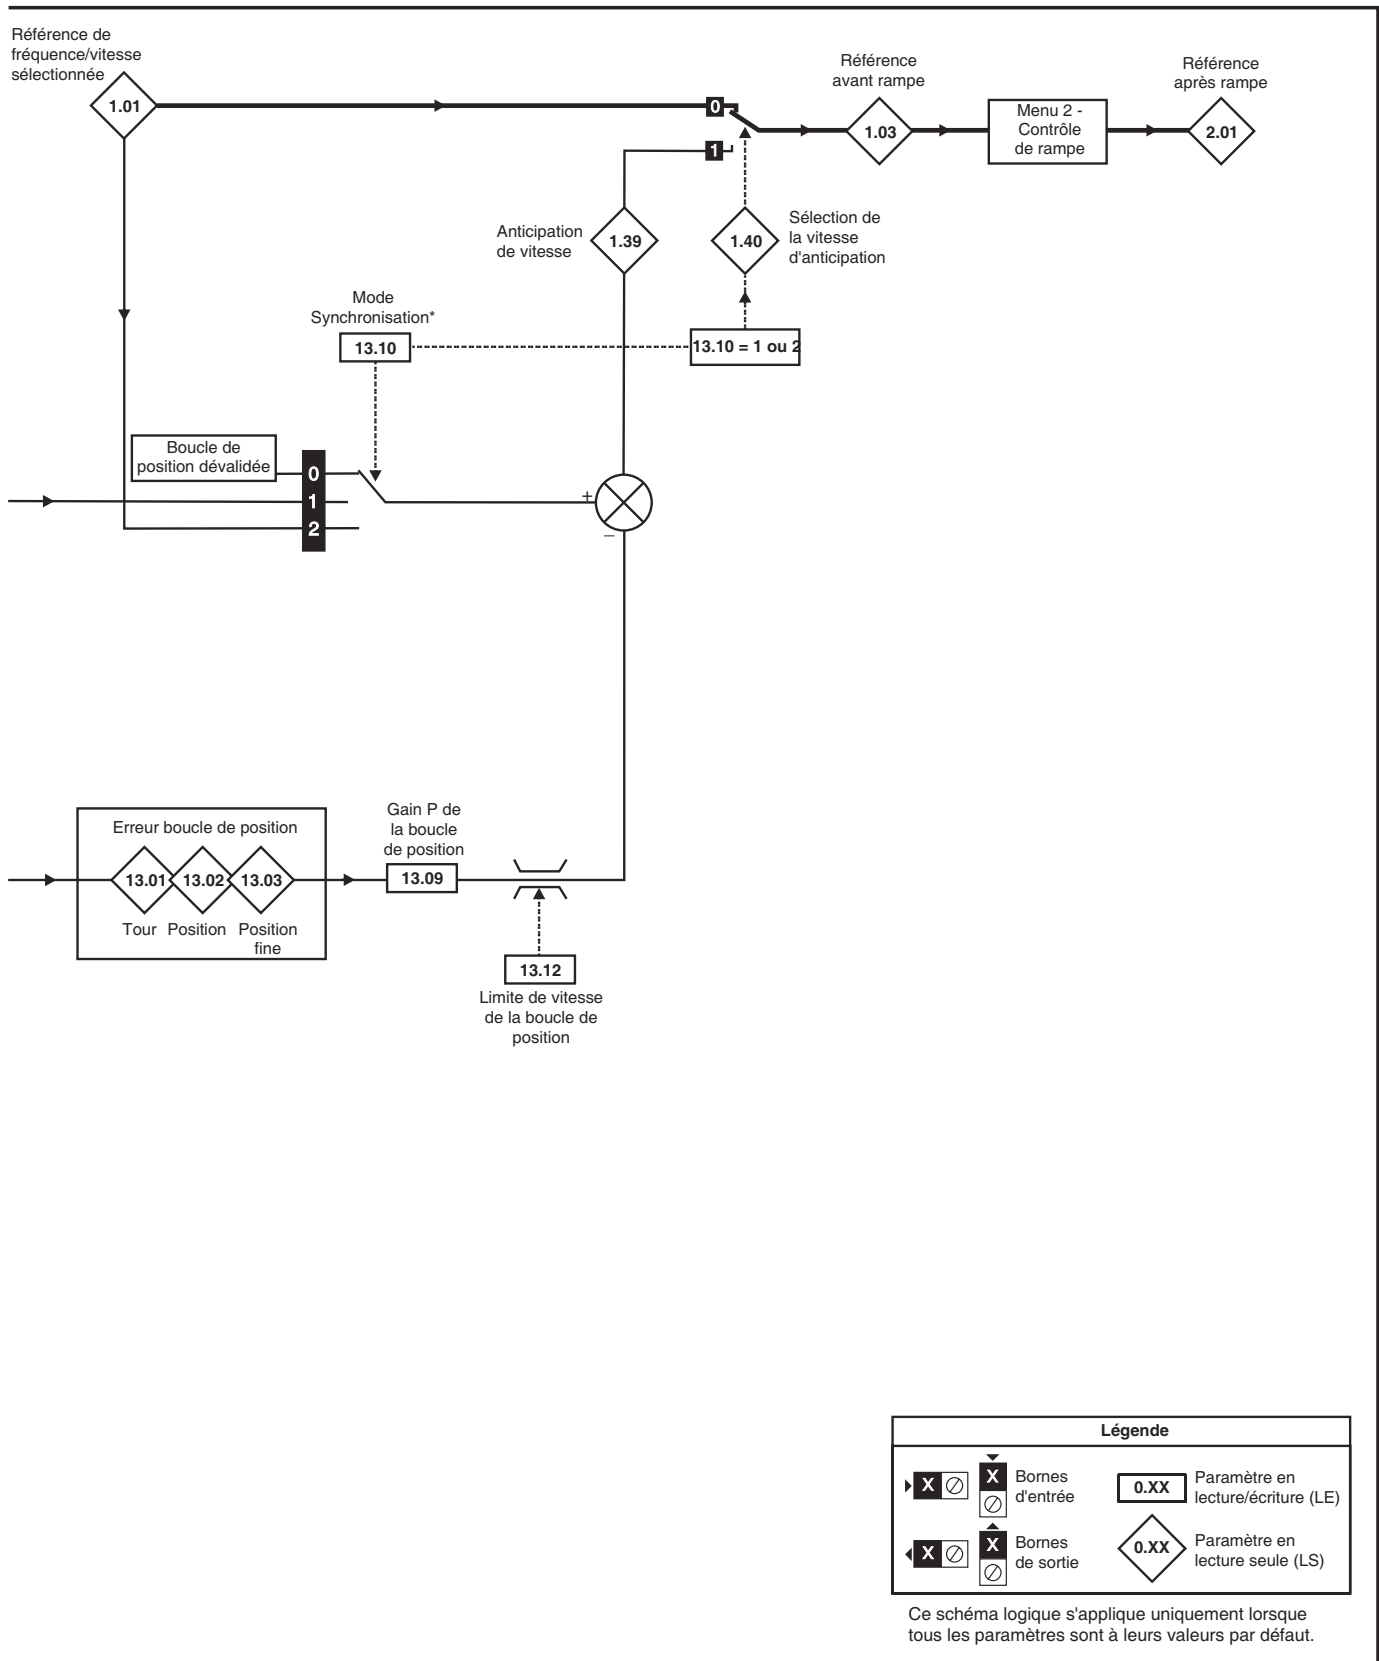 Référence de
fréquence/vitesse
sélectionnée
1.01
0
1
Référence
avant rampe
1.03
Menu 2 -
Contrôle
de rampe
Référence
après rampe
2.01
Anticipation
de vitesse
1.39
1.40
Sélection de
la vitesse
d'anticipation
Mode
Synchronisation*
13.10
13.10 = 1 ou 2
Boucle de
position dévalidée
0
1
2
+
–
Erreur boucle de position
13.01
13.02
13.03
Tour
Position
Position
fine
Gain P de
la boucle
de position
13.09
13.12
Limite de vitesse
de la boucle de
position
Légende
X
X
Bornes
d'entrée
0.XX
Paramètre en
lecture/écriture (LE)
X
X
Bornes
de sortie
0.XX
Paramètre en
lecture seule (LS)
Ce schéma logique s'applique uniquement lorsque
tous les paramètres sont à leurs valeurs par défaut.